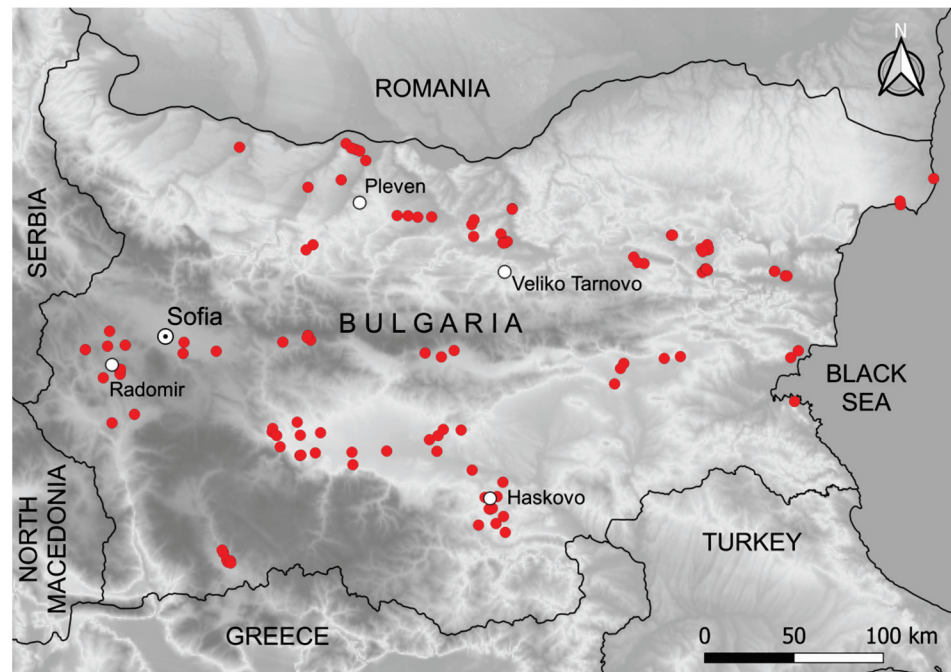 N
ROMANIA
Pleven
SERBIA
Veliko Tarnovo
Sofia
BULGARIA
Radomir
BLACK
SEA
Haskovo
NORTH
MACEDONIA
TURKEY
GREECE
0 50 100 km